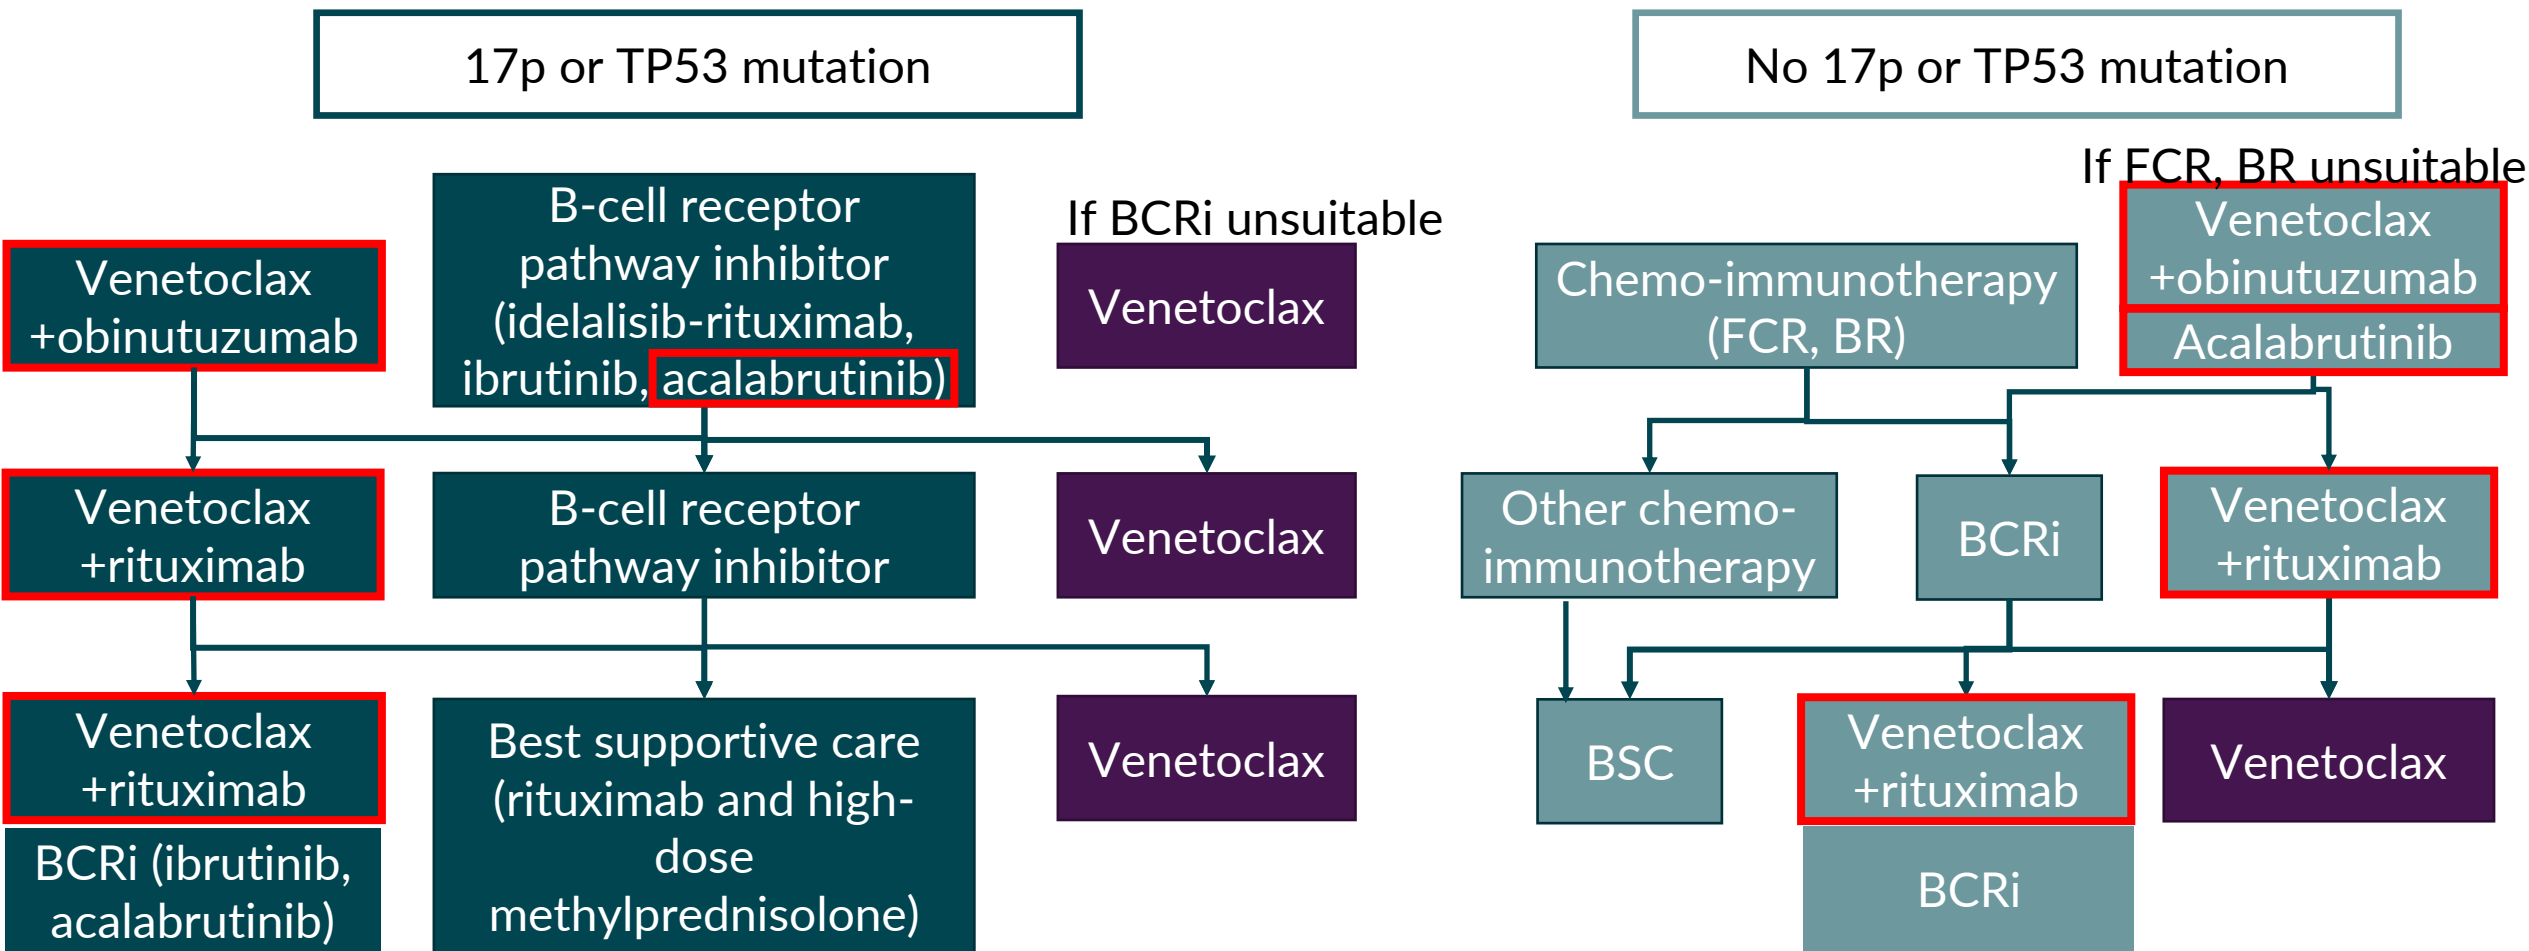 17p or TP53 mutation
No 17p or TP53 mutation
Venetoclax
+obinutuzumab
B-cell receptor
pathway inhibitor
(idelalisib-rituximab,
ibrutinib, acalabrutinib)
If BCRi unsuitable
Venetoclax
Chemo-immunotherapy
(FCR, BR)
If FCR, BR unsuitable
Venetoclax
+obinutuzumab
Acalabrutinib
Venetoclax
+rituximab
B-cell receptor
pathway inhibitor
Venetoclax
Other chemo-
immunotherapy
BCRi
Venetoclax
+rituximab
Venetoclax
+rituximab
BCRi (ibrutinib,
acalabrutinib)
Best supportive care
(rituximab and high-
dose
methylprednisolone)
Venetoclax
BSC
Venetoclax
+rituximab
BCRi
Venetoclax